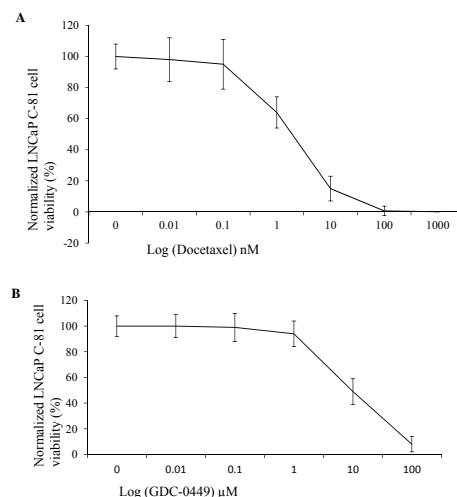 A
Normalized LNCaP C-81 cell
viability (%)
120
100
80
60
40
20
0
-20
0 0.01 0.1 1 10 100 1000
Log (Docetaxel) nM
B
Normalized LNCaP C-81 cell
viability (%)
120
100
80
60
40
20
0
0 0.01 0.1 1 10 100
Log (GDC-0449) µM